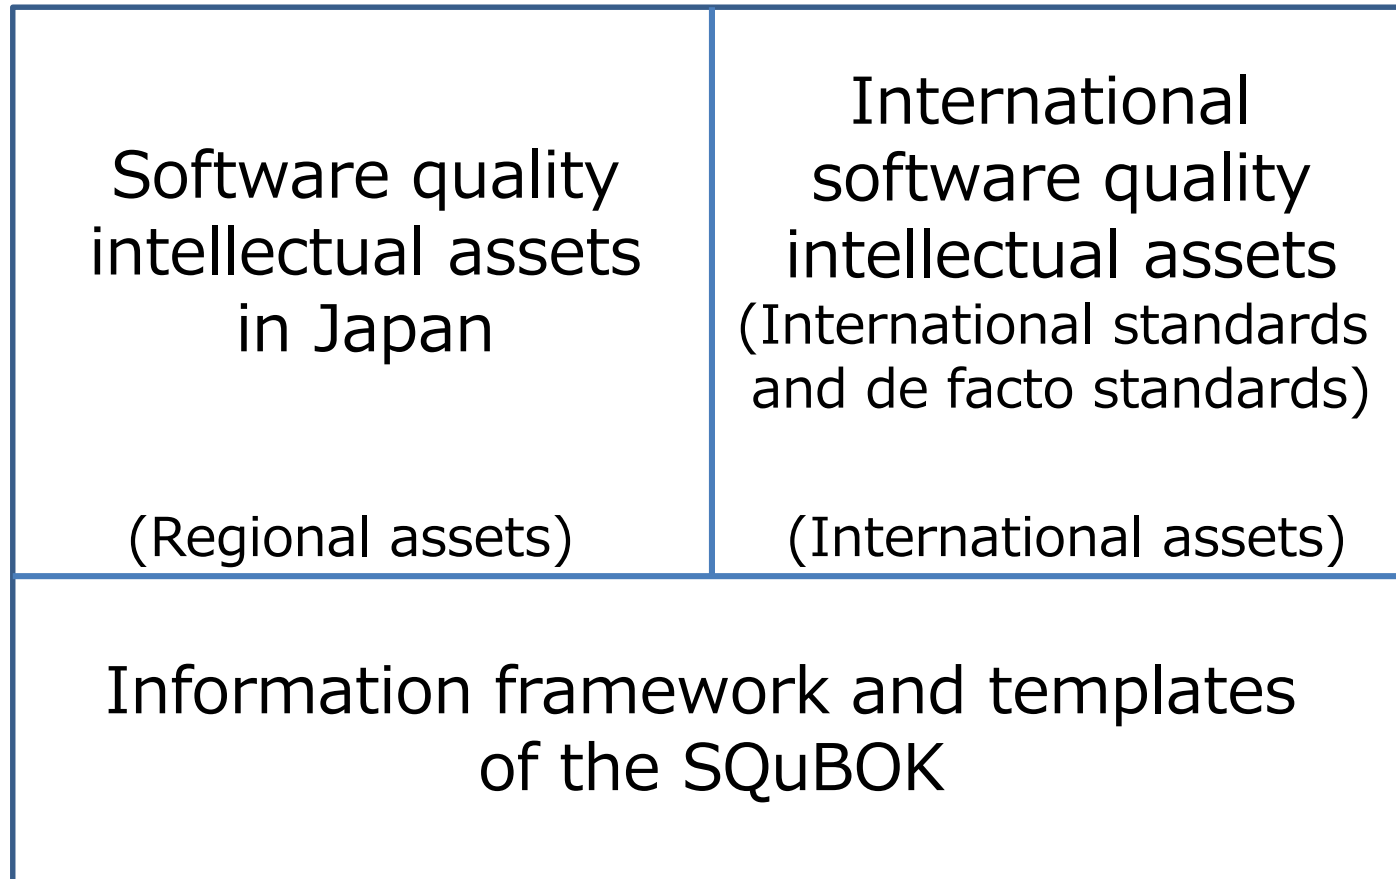 Software quality
intellectual assets
in Japan
(Regional assets)
International
software quality
intellectual assets
(International standards
and de facto standards)
(International assets)
Information framework and templates
of the SQuBOK